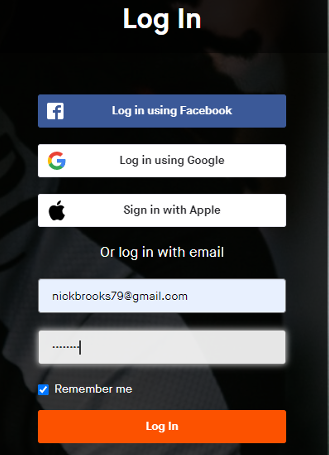 Log In
Log in using Facebook
Log in using Google
Sign in with Apple
Or log in with email
nickbrooks79@gmail.com
········
Remember me
Log In